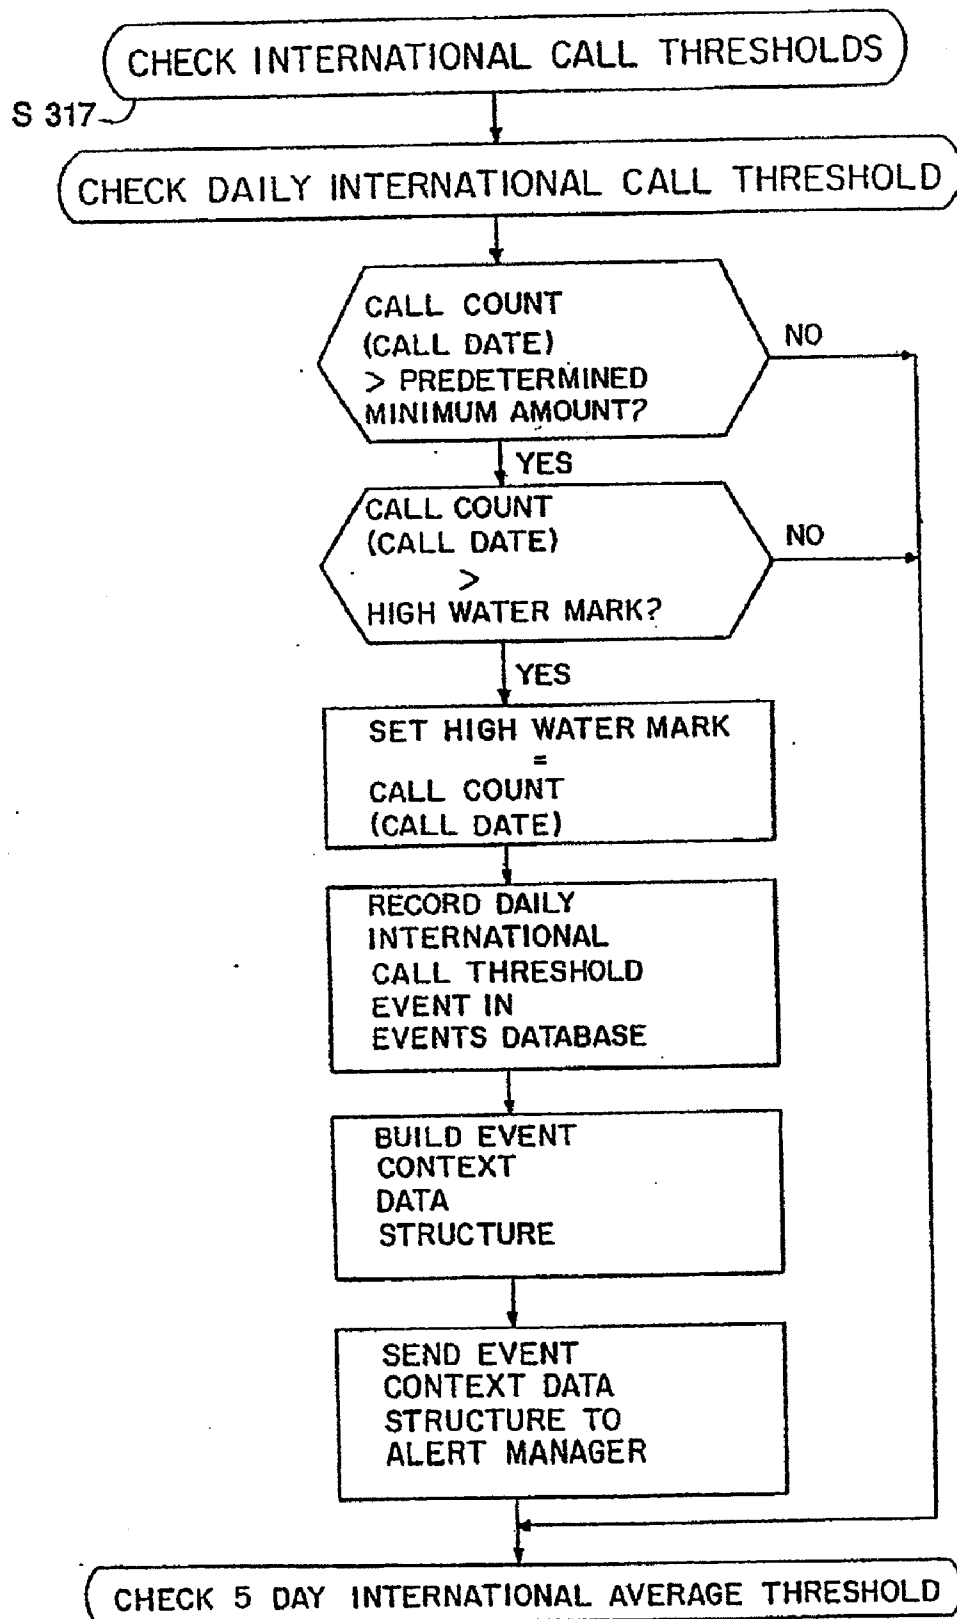 CHECK INTERNATIONAL CALL THRESHOLDS
S 317
CHECK DAILY INTERNATIONAL CALL THRESHOLD
CALL COUNT
(CALL DATE)
> PREDETERMINED
MINIMUM AMOUNT?
NO
YES
CALL COUNT
(CALL DATE)
>
HIGH WATER MARK?
NO
YES
SET HIGH WATER MARK
=
CALL COUNT
(CALL DATE)
RECORD DAILY
INTERNATIONAL
CALL THRESHOLD
EVENT IN
EVENTS DATABASE
BUILD EVENT
CONTEXT
DATA
STRUCTURE
SEND EVENT
CONTEXT DATA
STRUCTURE TO
ALERT MANAGER
CHECK 5 DAY INTERNATIONAL AVERAGE THRESHOLD